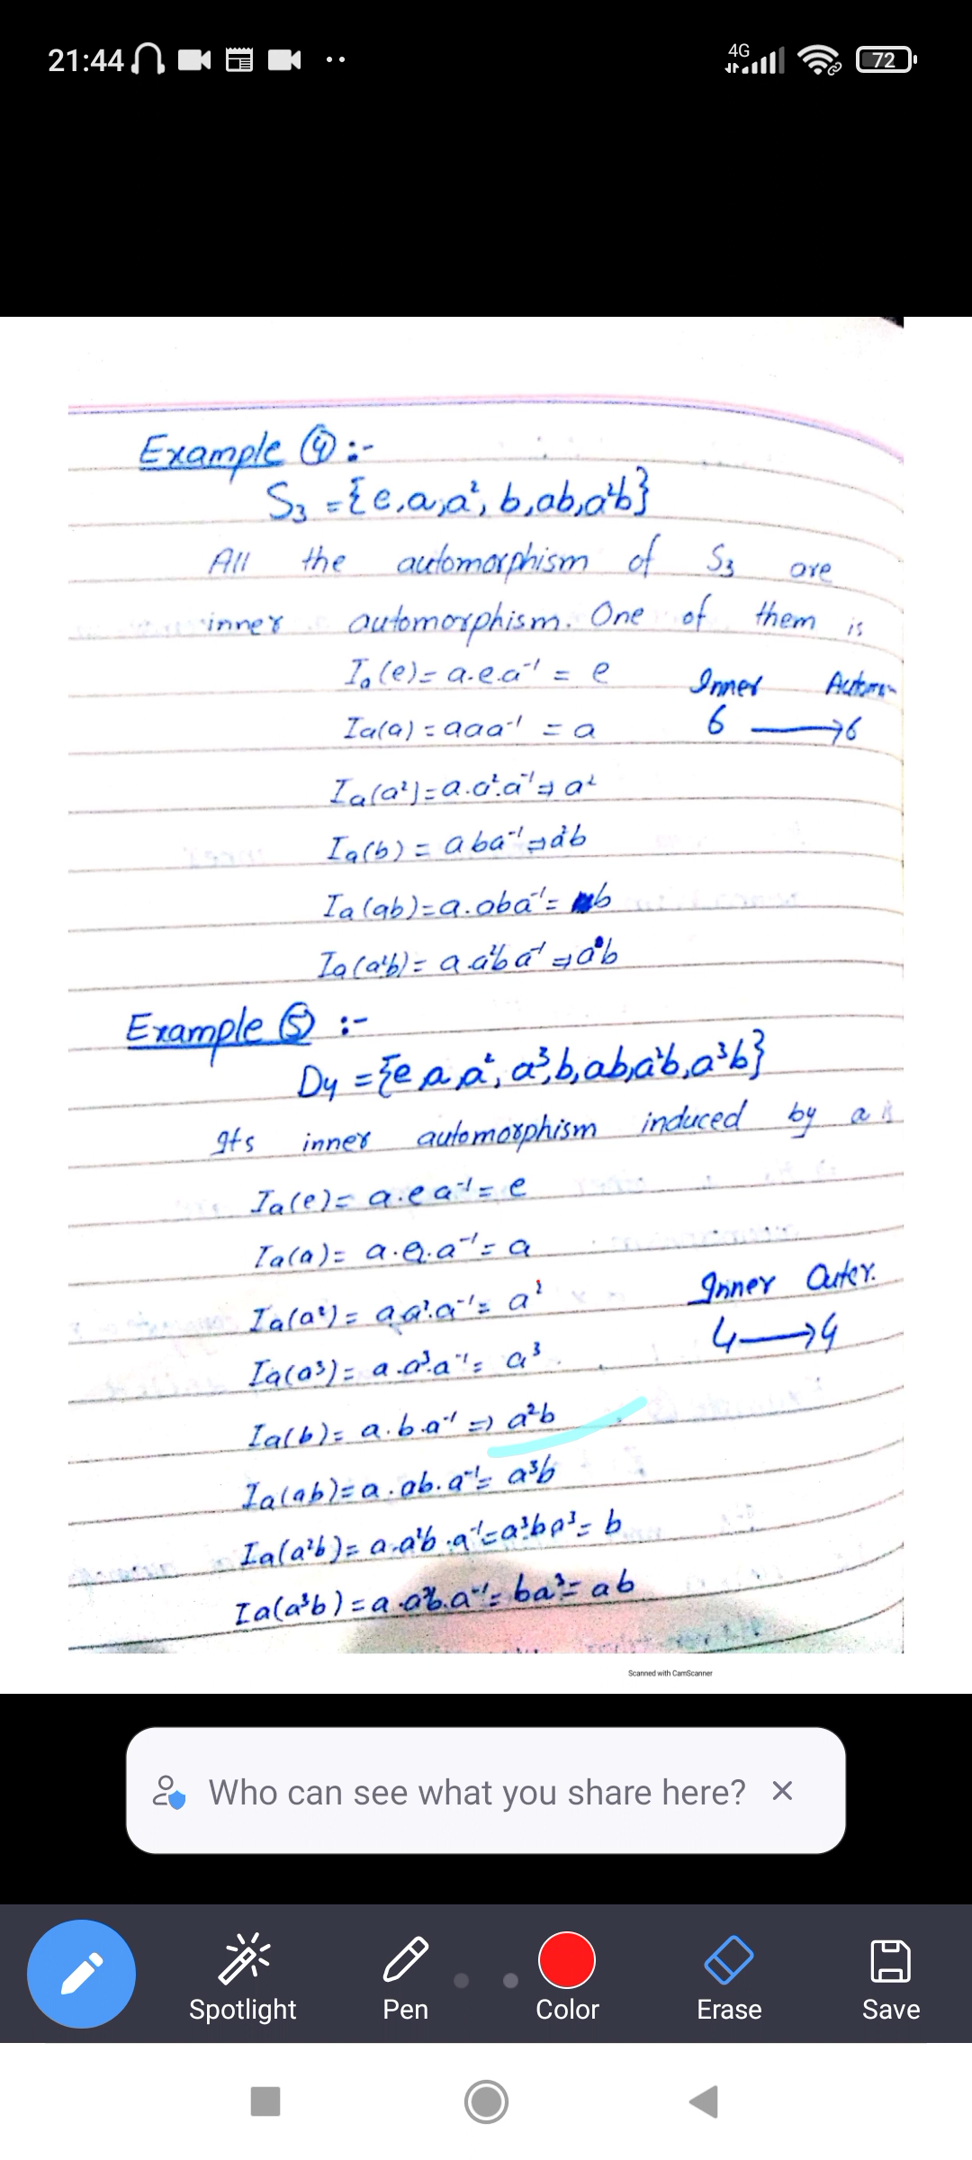 21:44
4G
72
Example ④ :-
S₃ = {e, a, a², b, ab, a²b}
All the automorphism of S₃ are
inner automorphism. One of them is
Iₐ(e) = a.e.a⁻¹ = e
Inner Autom-
Ia(a) = aaa⁻¹ = a
6 ⟶ 6
Ia(a²) = a.a².a⁻¹ ⇒ a²
Ia(b) = aba⁻¹ ⇒ a²b
Ia(ab) = a.aba⁻¹ = b
Ia(a²b) = a.a²b a⁻¹ ⇒ ab
Example ⑤ :-
D4 = {e, a, a², a³, b, ab, a²b, a³b}
Its inner automorphism induced by a is
Ia(e) = a.e a⁻¹ = e
Ia(a) = a.a.a⁻¹ = a
Inner Outer.
Ia(a²) = a a².a⁻¹ = a²
4 ⟶ 4
Ia(a³) = a.a³.a⁻¹ = a³
Ia(b) = a.b.a⁻¹ ⇒ a²b
Ia(ab) = a.ab.a⁻¹ = a³b
Ia(a²b) = a.a²b.a⁻¹ = a³ba³ = b
Ia(a³b) = a.a³b.a⁻¹ = ba³ = ab
Scanned with CamScanner
Who can see what you share here? ×
Spotlight Pen Color Erase Save